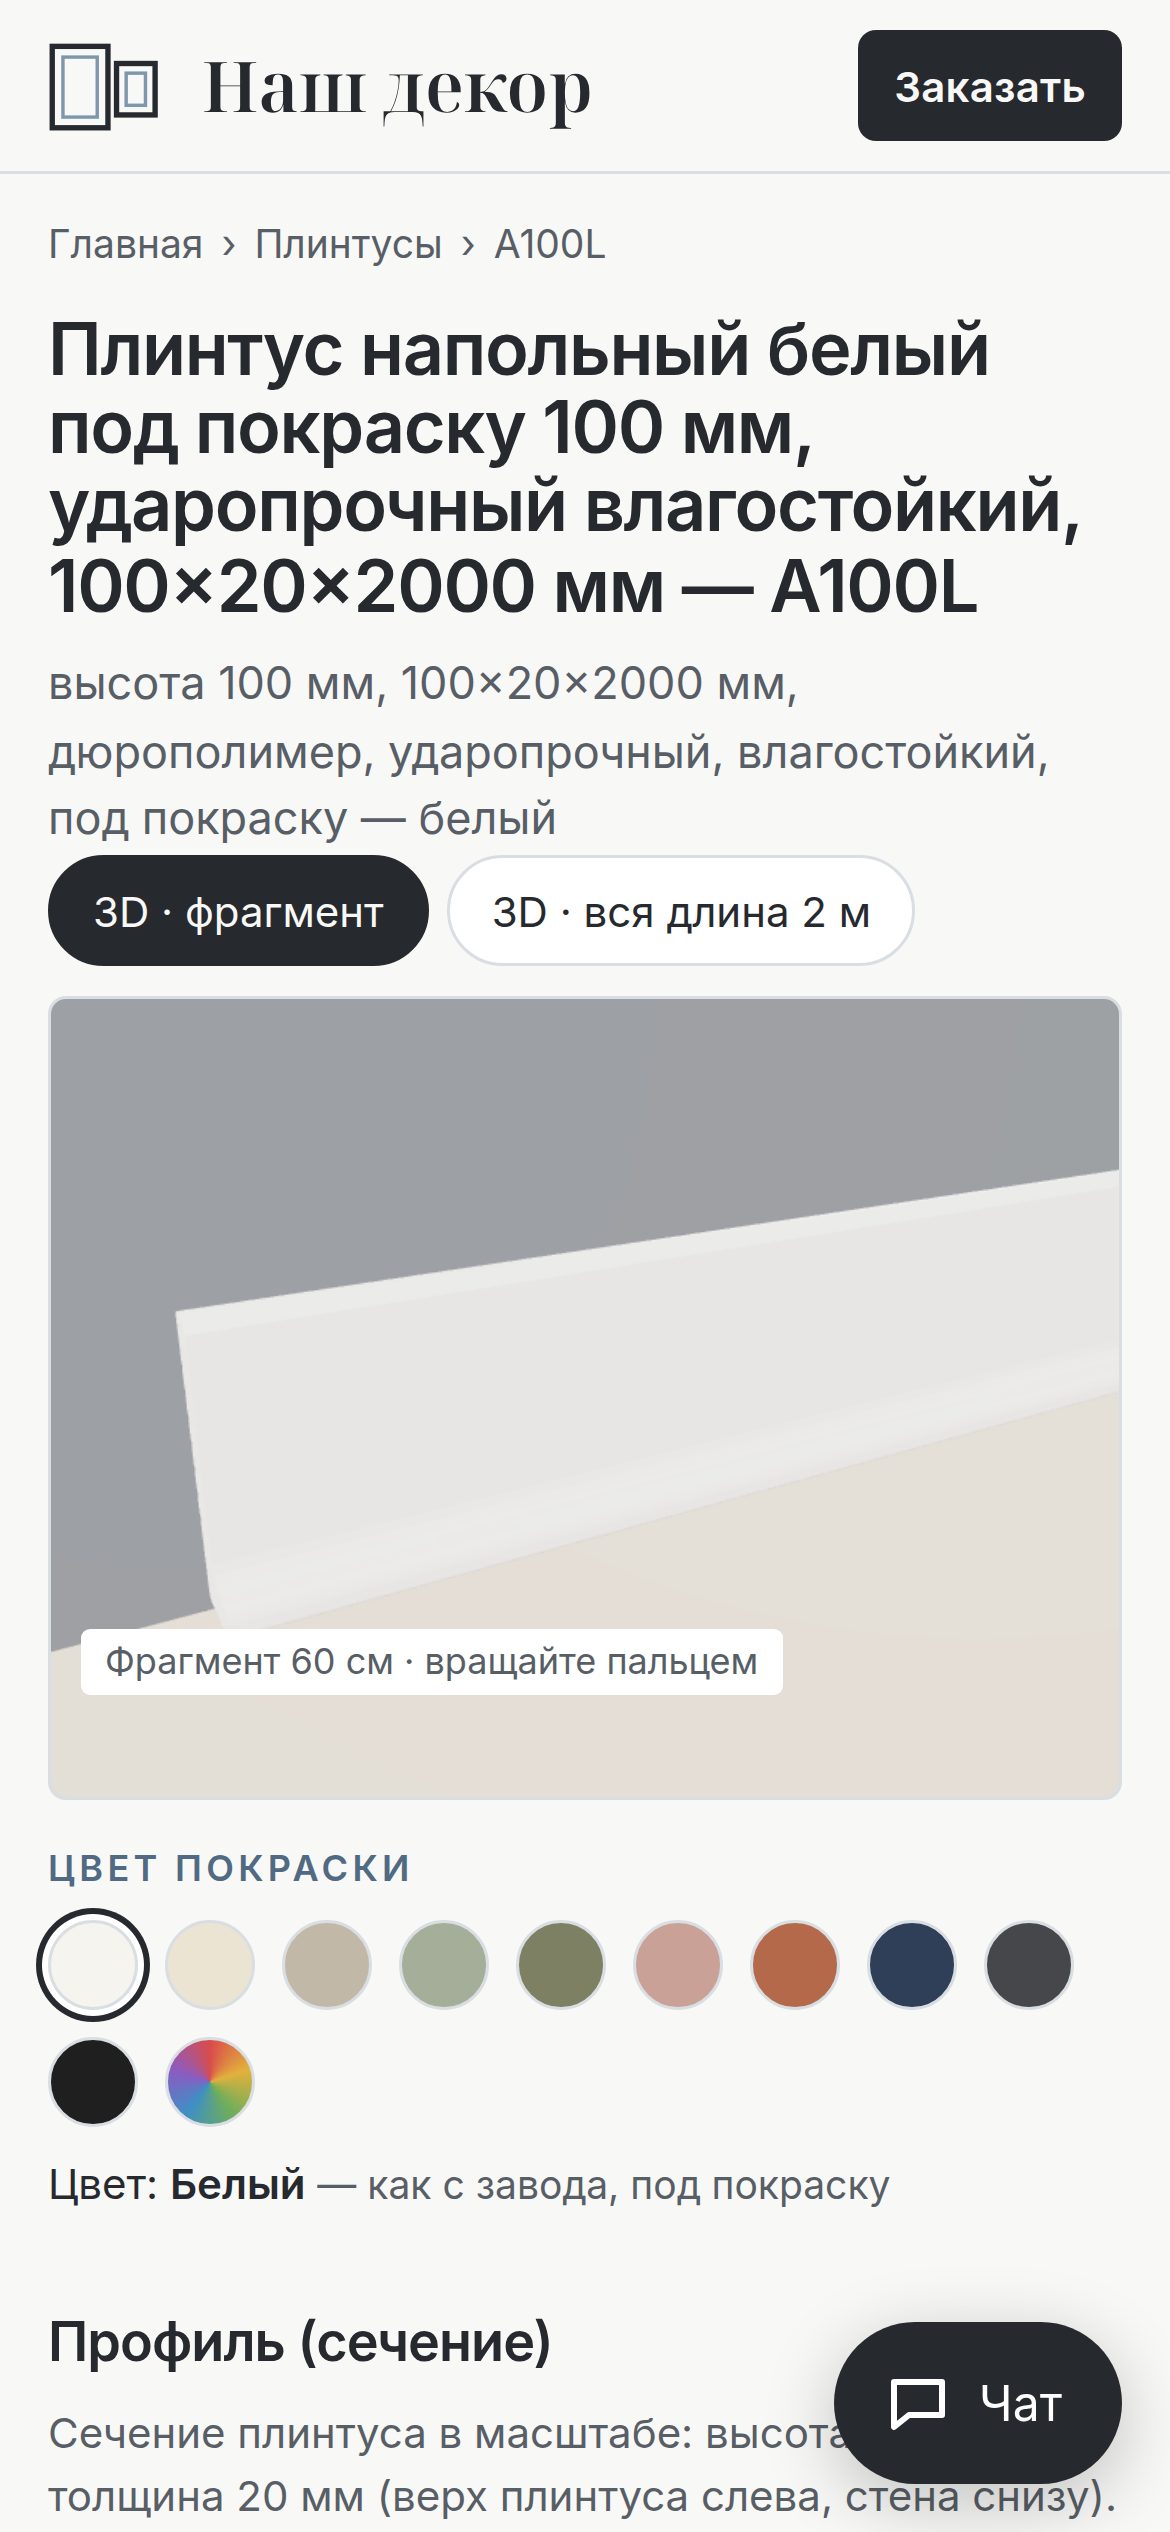 Наш декор
Заказать
Главная › Плинтусы › A100L
Плинтус напольный белый
под покраску 100 мм,
ударопрочный влагостойкий,
100×20×2000 мм — A100L
высота 100 мм, 100×20×2000 мм,
дюрополимер, ударопрочный, влагостойкий,
под покраску — белый
3D · фрагмент
3D · вся длина 2 м
Фрагмент 60 см · вращайте пальцем
ЦВЕТ ПОКРАСКИ
Цвет: Белый — как с завода, под покраску
Профиль (сечение)
Чат
Сечение плинтуса в масштабе: высота
толщина 20 мм (верх плинтуса слева, стена снизу).